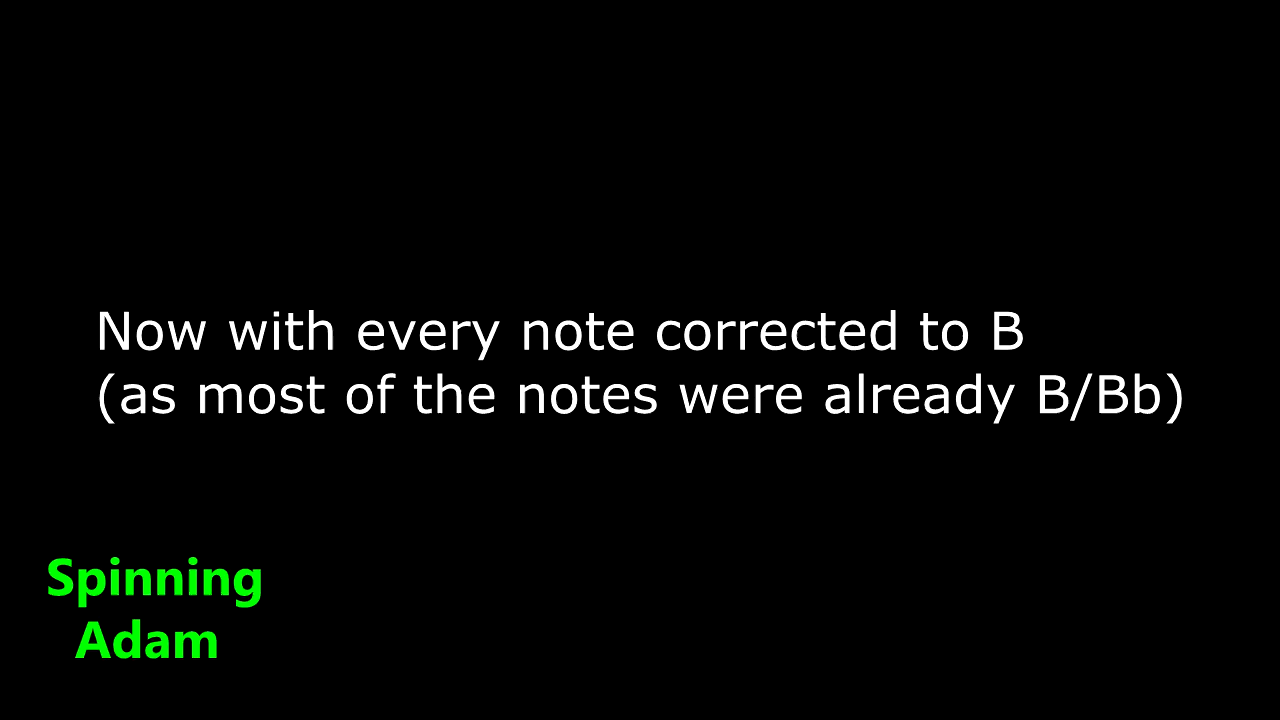 Now with every note corrected to B
(as most of the notes were already B/Bb)
Spinning
Adam